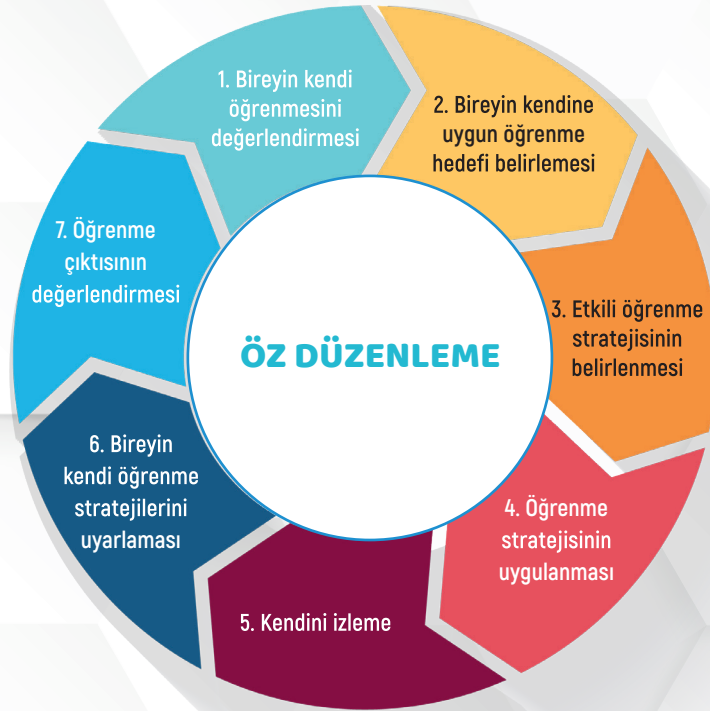 1. Bireyin kendi
öğrenmesini
değerlendirmesi
2. Bireyin kendine
uygun öğrenme
hedefi belirlemesi
3. Etkili öğrenme
stratejisinin
belirlenmesi
4. Öğrenme
stratejisinin
uygulanması
5. Kendini izleme
6. Bireyin
kendi öğrenme
stratejilerini
uyarlaması
7. Öğrenme
çıktısının
değerlendirmesi
ÖZ DÜZENLEME